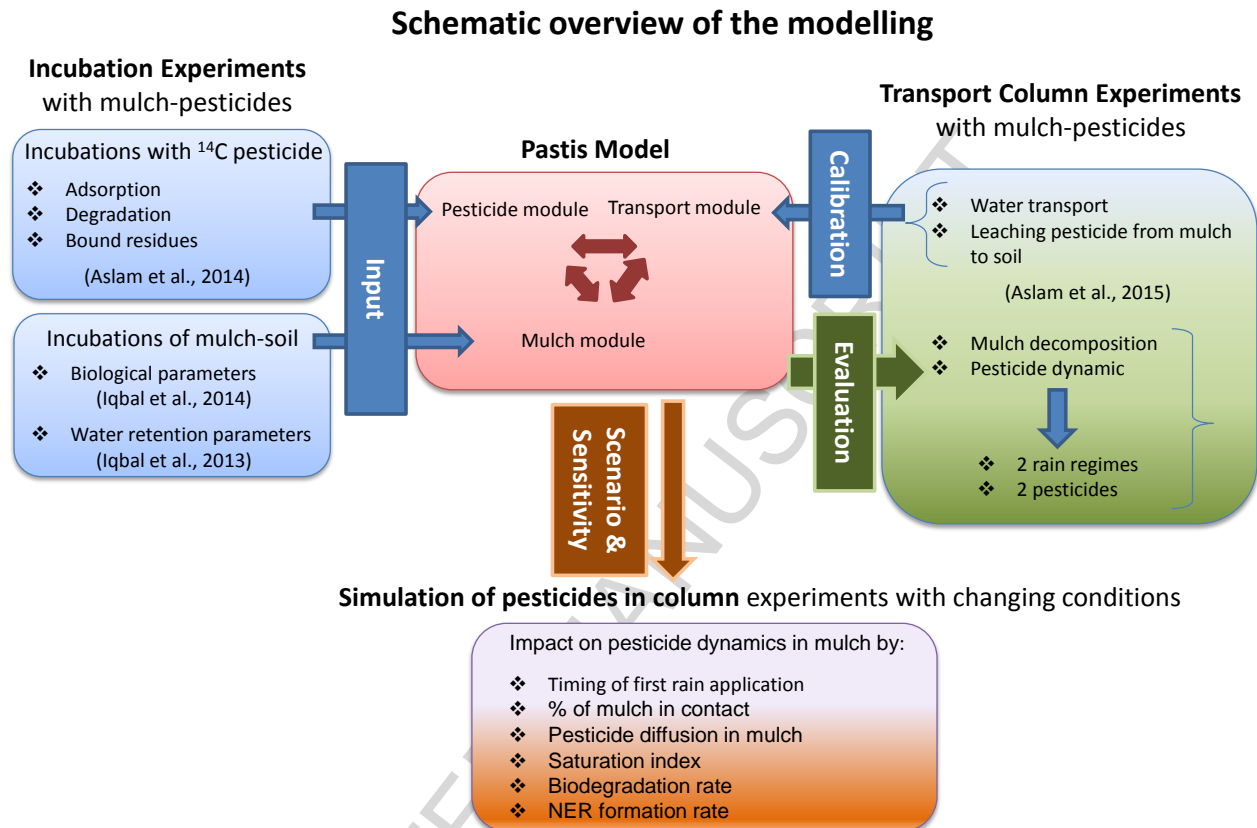 Schematic overview of the modelling
Incubation Experiments
with mulch-pesticides
Incubations with ¹⁴C pesticide
❖ Adsorption
❖ Degradation
❖ Bound residues
(Aslam et al., 2014)
Incubations of mulch-soil
❖ Biological parameters
(Iqbal et al., 2014)
❖ Water retention parameters
(Iqbal et al., 2013)
Input
Pastis Model
Pesticide module
Transport module
Mulch module
Calibration
Evaluation
Transport Column Experiments
with mulch-pesticides
❖ Water transport
❖ Leaching pesticide from mulch
to soil
(Aslam et al., 2015)
❖ Mulch decomposition
❖ Pesticide dynamic
❖ 2 rain regimes
❖ 2 pesticides
Scenario &
Sensitivity
Simulation of pesticides in column experiments with changing conditions
Impact on pesticide dynamics in mulch by:
❖ Timing of first rain application
❖ % of mulch in contact
❖ Pesticide diffusion in mulch
❖ Saturation index
❖ Biodegradation rate
❖ NER formation rate